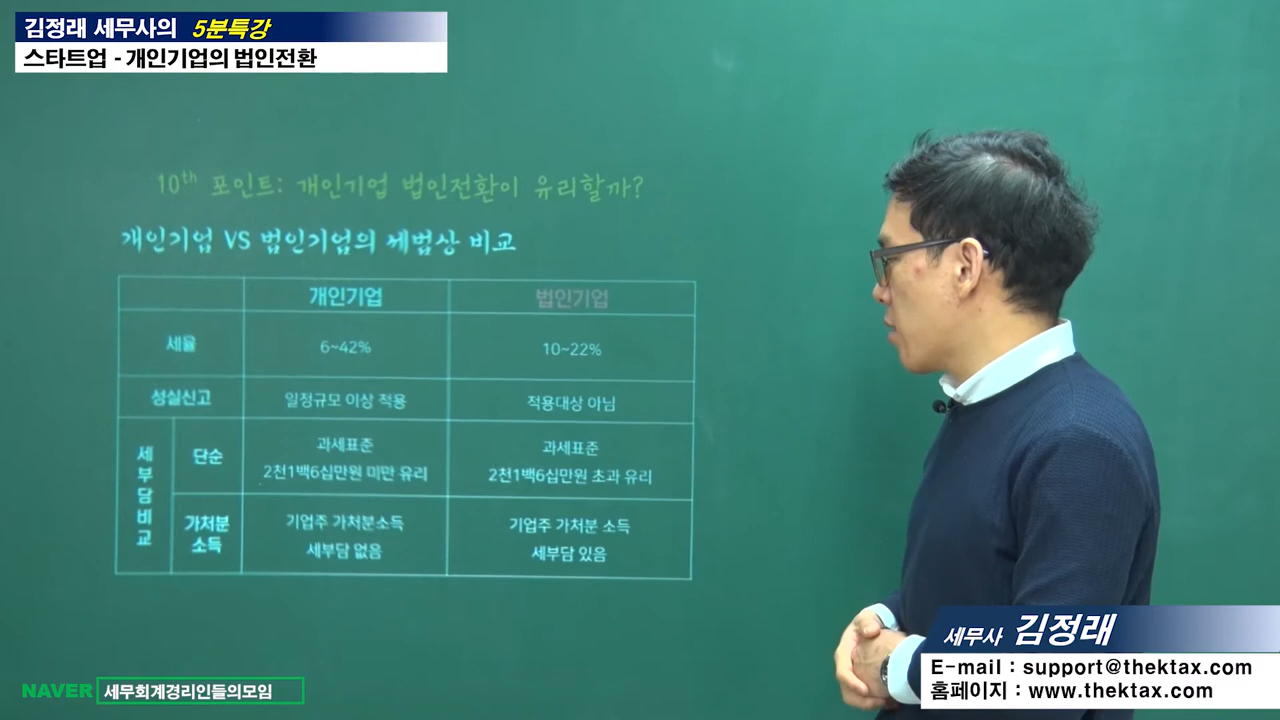 김정래 세무사의 5분특강
스타트업 - 개인기업의 법인전환
10th 포인트: 개인기업 법인전환이 유리할까?
개인기업 VS 법인기업의 세법상 비교
개인기업 법인기업
세율 6~42% 10~22%
성실신고 일정규모 이상 적용 적용대상 아님
세부담비교
단순
과세표준
2천1백6십만원 미만 유리
과세표준
2천1백6십만원 초과 유리
가처분
소득
기업주 가처분소득
세부담 없음
기업주 가처분 소득
세부담 있음
세무사 김정래
E-mail : support@thektax.com
홈페이지 : www.thektax.com
NAVER 세무회계경리인들의모임